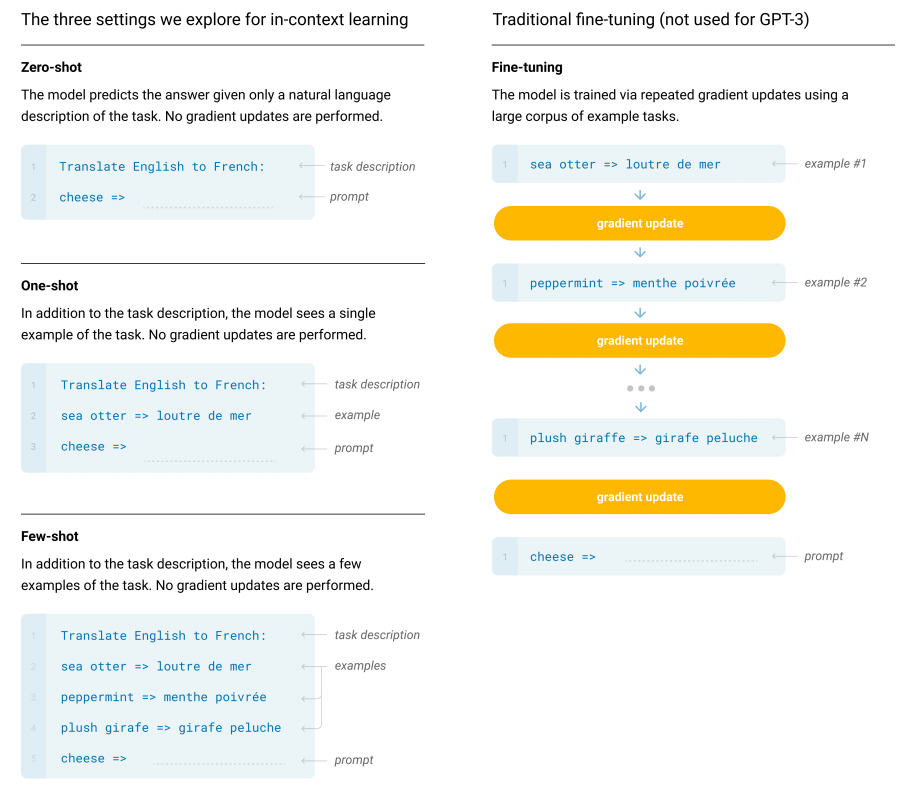 The three settings we explore for in-context learning
Zero-shot
The model predicts the answer given only a natural language
description of the task. No gradient updates are performed.
1 Translate English to French: task description
2 cheese => prompt
One-shot
In addition to the task description, the model sees a single
example of the task. No gradient updates are performed.
1 Translate English to French: task description
2 sea otter => loutre de mer example
3 cheese => prompt
Few-shot
In addition to the task description, the model sees a few
examples of the task. No gradient updates are performed.
1 Translate English to French: task description
2 sea otter => loutre de mer examples
3 peppermint => menthe poivrée
4 plush girafe => girafe peluche
5 cheese => prompt
Traditional fine-tuning (not used for GPT-3)
Fine-tuning
The model is trained via repeated gradient updates using a
large corpus of example tasks.
1 sea otter => loutre de mer example #1
gradient update
1 peppermint => menthe poivrée example #2
gradient update
1 plush giraffe => girafe peluche example #N
gradient update
1 cheese => prompt